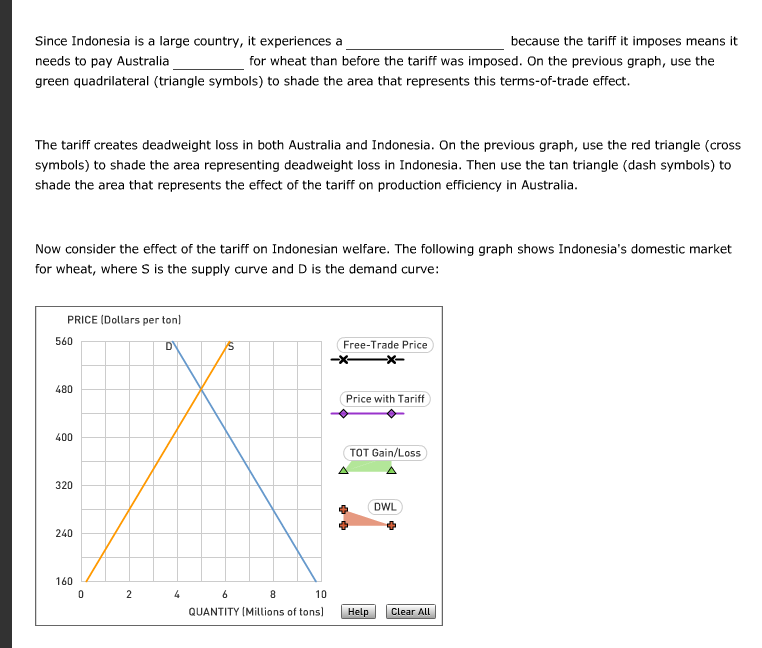 Since Indonesia is a large country, it experiences a ____________________ because the tariff it imposes means it
needs to pay Australia _________ for wheat than before the tariff was imposed. On the previous graph, use the
green quadrilateral (triangle symbols) to shade the area that represents this terms-of-trade effect.
The tariff creates deadweight loss in both Australia and Indonesia. On the previous graph, use the red triangle (cross
symbols) to shade the area representing deadweight loss in Indonesia. Then use the tan triangle (dash symbols) to
shade the area that represents the effect of the tariff on production efficiency in Australia.
Now consider the effect of the tariff on Indonesian welfare. The following graph shows Indonesia's domestic market
for wheat, where S is the supply curve and D is the demand curve:
PRICE (Dollars per ton)
560
480
400
320
240
160
0 2 4 6 8 10
QUANTITY (Millions of tons)
D
S
Free-Trade Price
Price with Tariff
TOT Gain/Loss
DWL
Help
Clear All